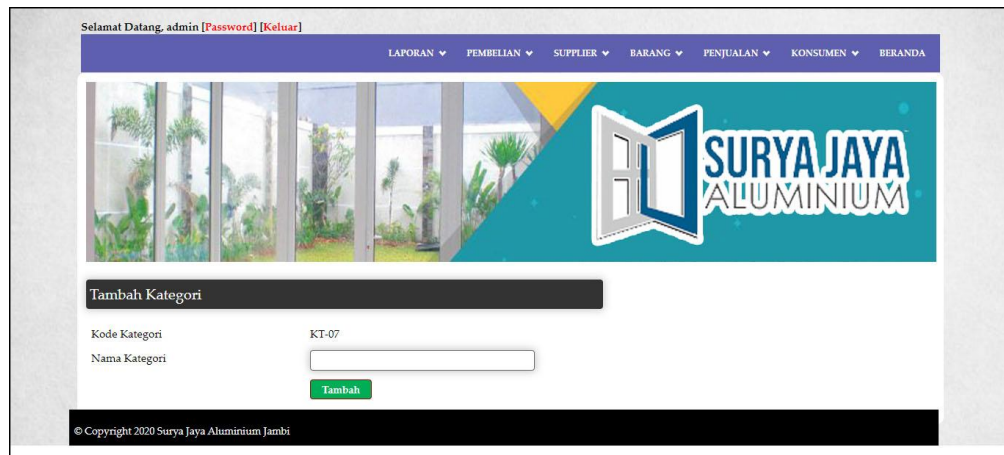 Selamat Datang, admin [Password] [Keluar]
LAPORAN PEMBELIAN SUPPLIER BARANG PENJUALAN KONSUMEN BERANDA
SURYA JAYA
ALUMINIUM
Tambah Kategori
Kode Kategori KT-07
Nama Kategori
Tambah
© Copyright 2020 Surya Jaya Aluminium Jambi